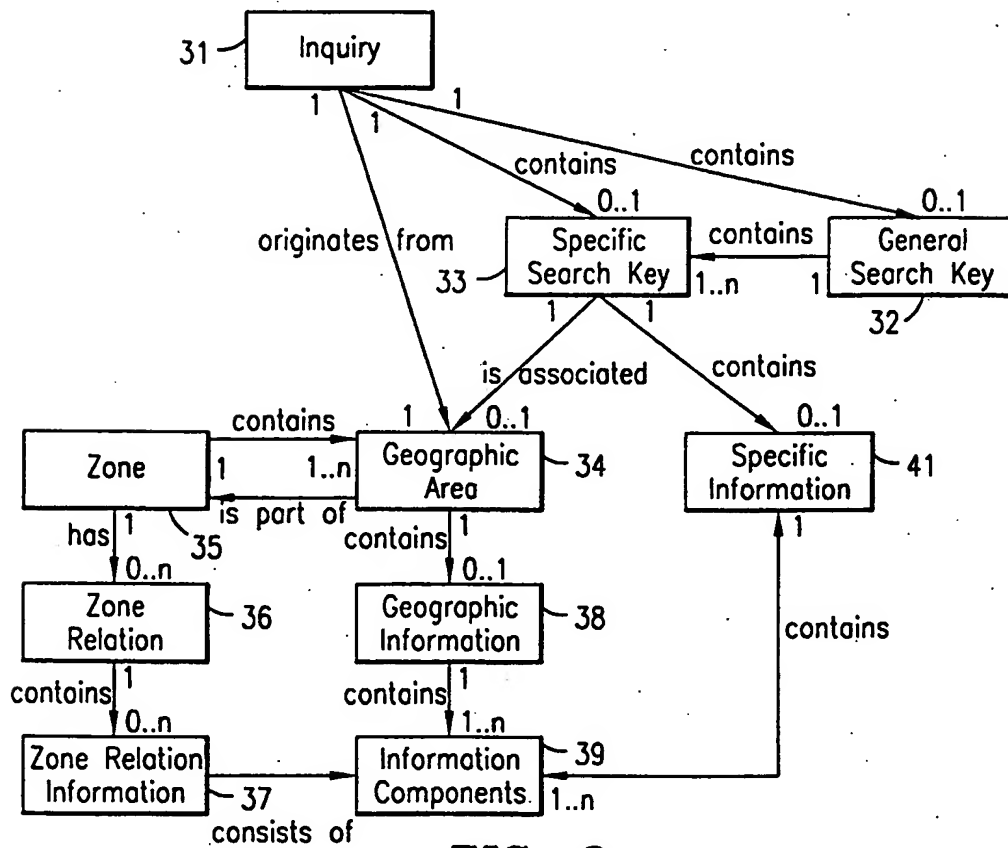 31
Inquiry
1
1
1
contains
contains
0..1
0..1
originates from
Specific
Search Key
33
contains
1..n
1
General
Search Key
32
1
1
is associated
contains
1
0..1
0..1
contains
Zone
1
1..n
Geographic
Area
34
Specific
Information
41
is part of
35
has
1
1
contains
1
0..n
0..1
Zone
Relation
36
Geographic
Information
38
contains
contains
1
contains
1
0..n
1..n
Zone Relation
Information
37
Information
Components
39
1..n
consists of